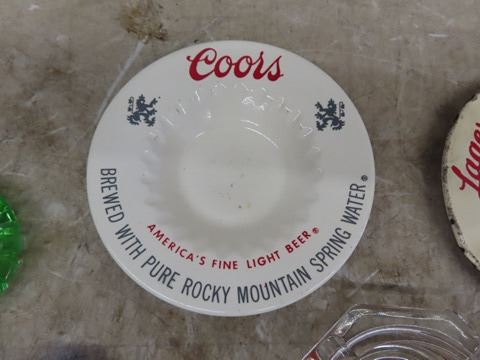 Coors
AMERICA'S FINE LIGHT BEER®
BREWED WITH PURE ROCKY MOUNTAIN SPRING WATER®